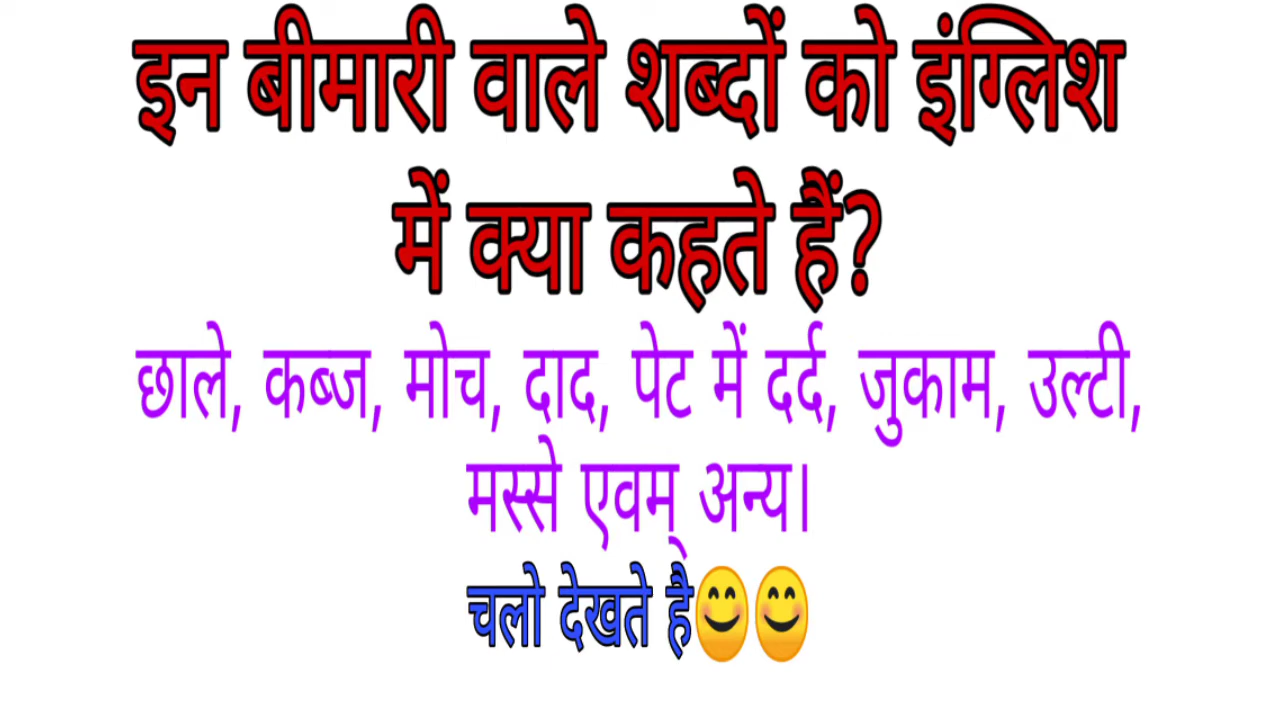 इन बीमारी वाले शब्दों को इंग्लिश
में क्या कहते हैं?
छाले, कब्ज, मोच, दाद, पेट में दर्द, जुकाम, उल्टी,
मस्से एवम् अन्य।
चलो देखते है😊😊